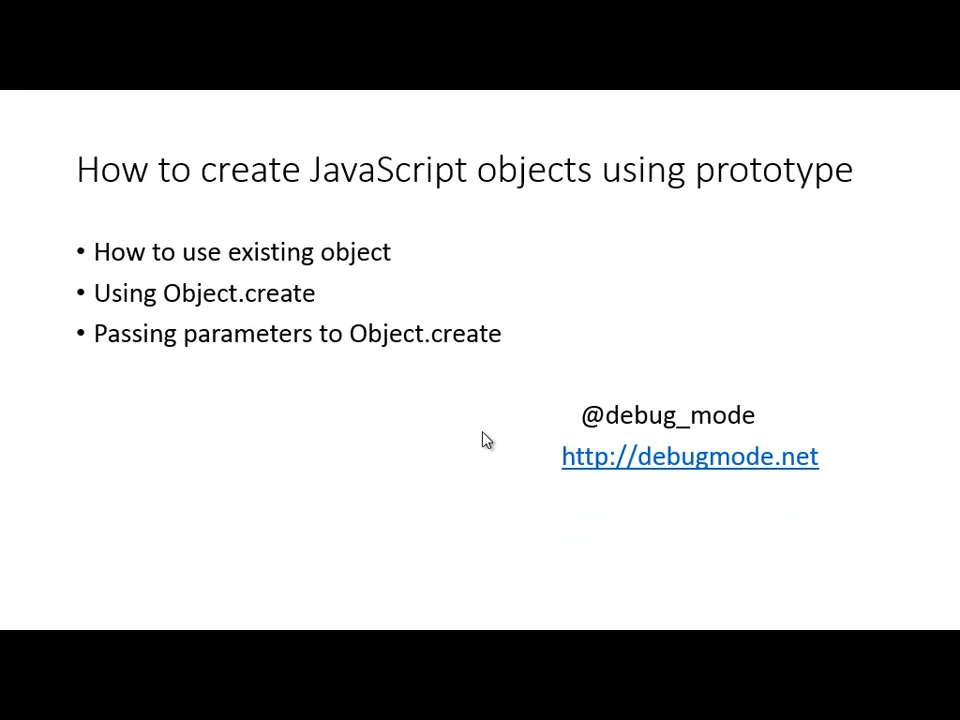 How to create JavaScript objects using prototype
• How to use existing object
• Using Object.create
• Passing parameters to Object.create
@debug_mode
http://debugmode.net